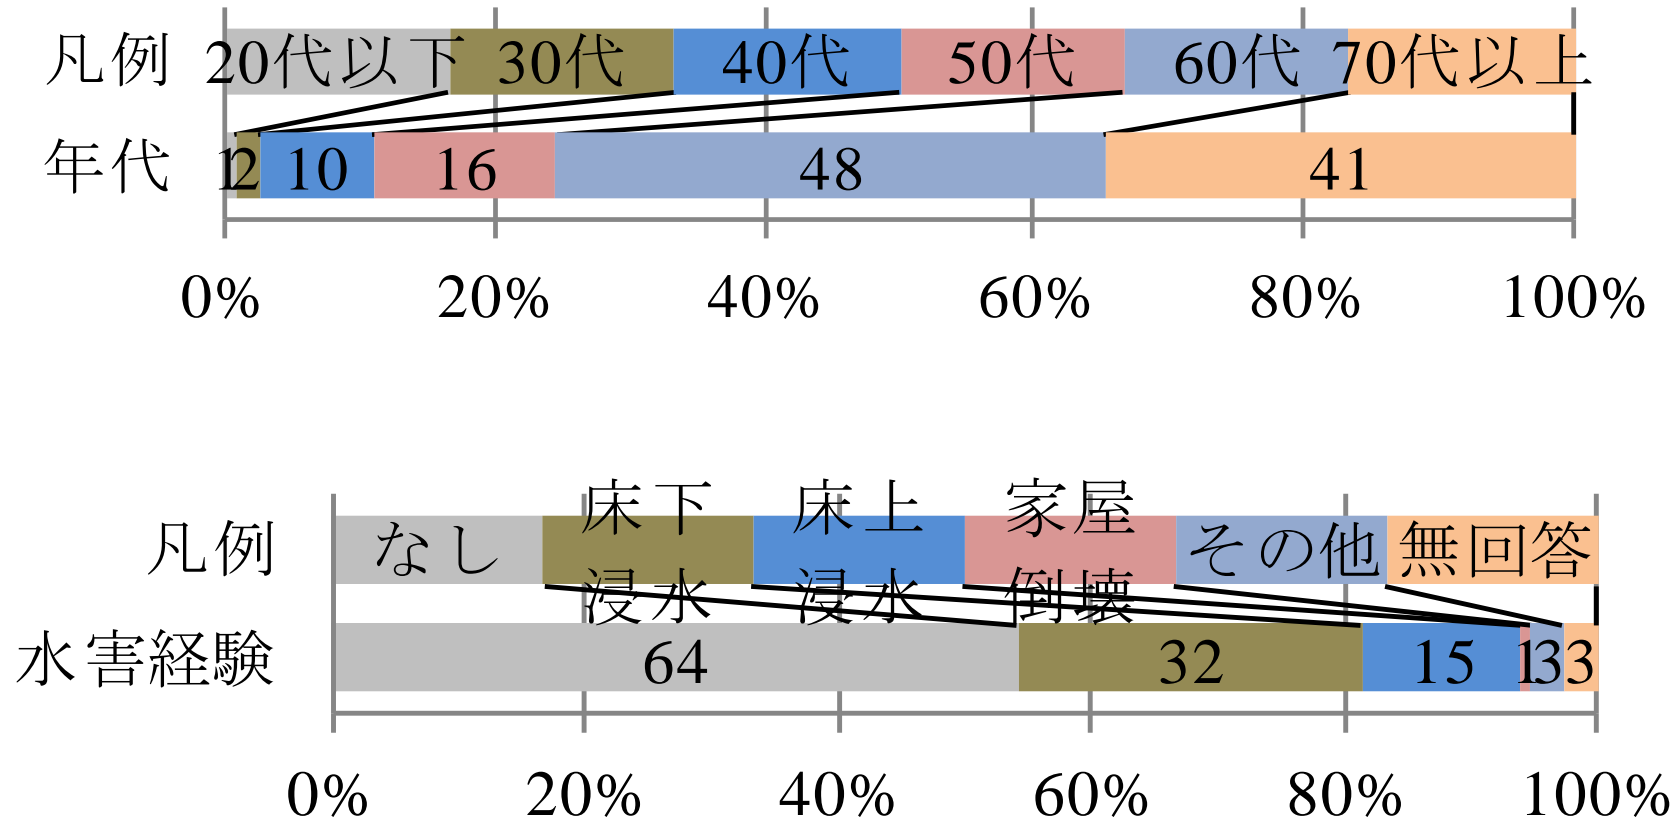 凡例 20代以下 30代 40代 50代 60代 70代以上
年代 1 2 10 16 48 41
0% 20% 40% 60% 80% 100%
凡例 なし 床下浸水 床上浸水 家屋倒壊 その他 無回答
水害経験 64 32 15 1 3 3
0% 20% 40% 60% 80% 100%